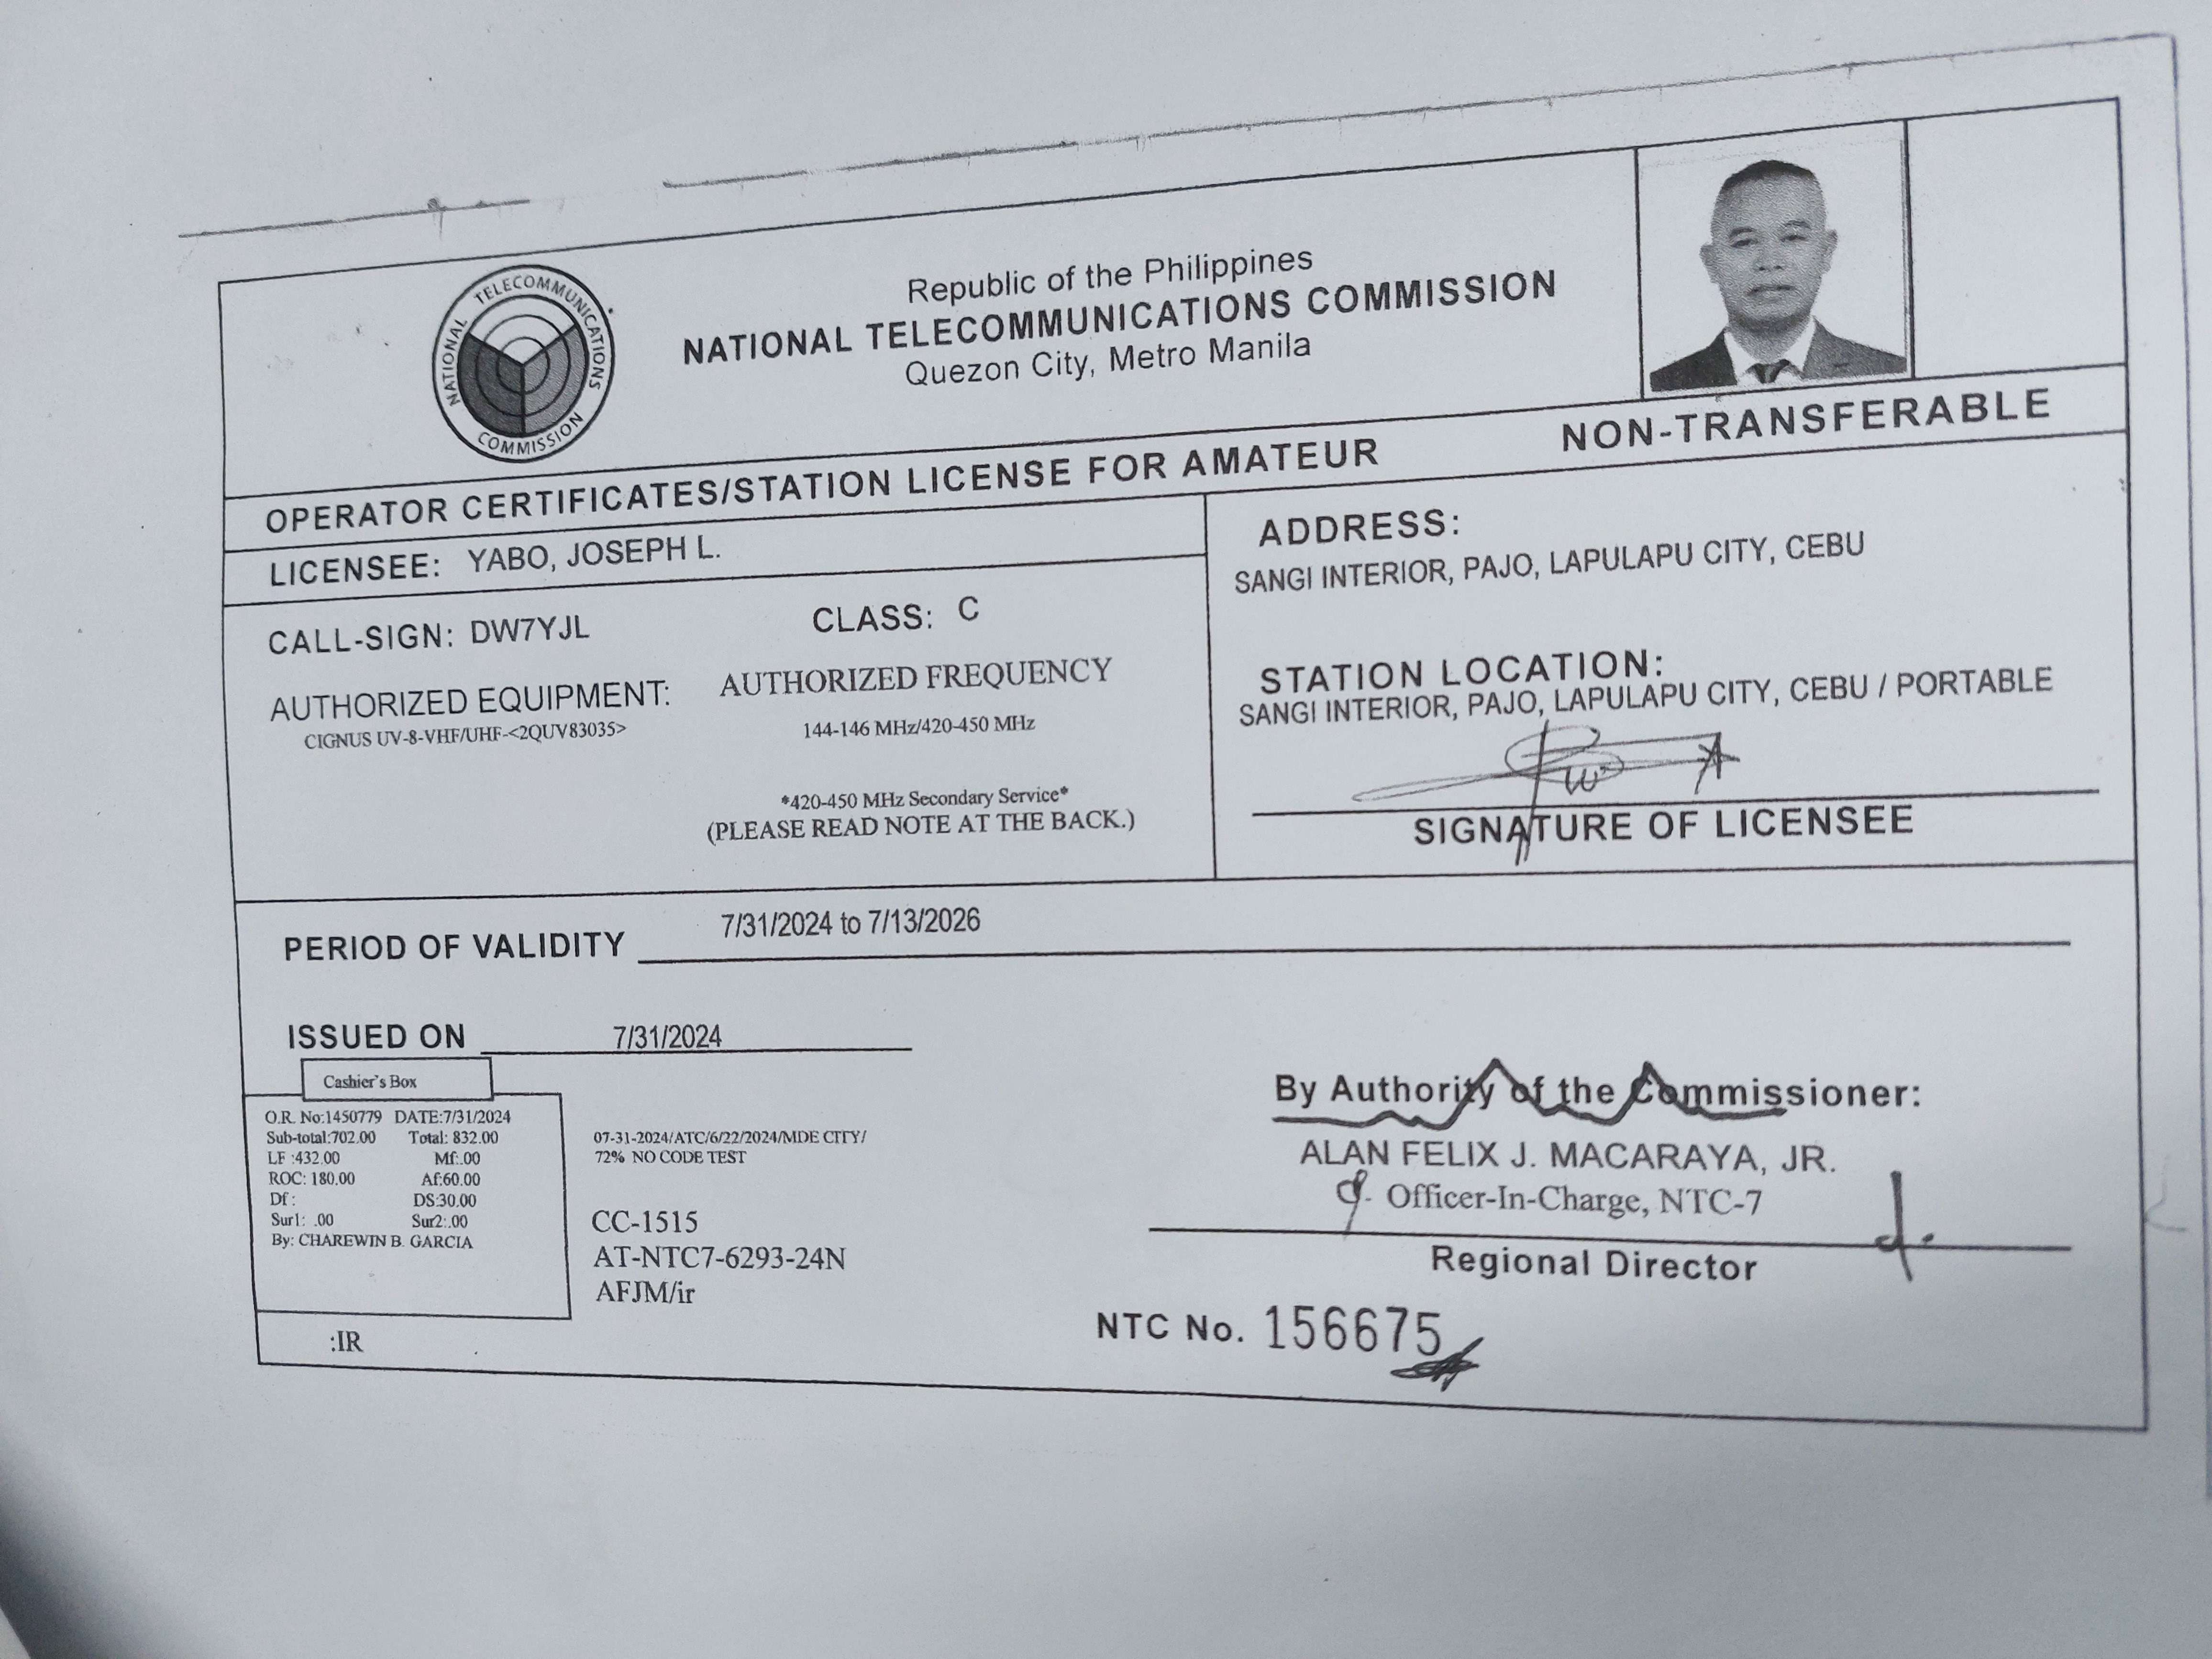 NATIONAL TELECOMMUNICATIONS COMMISSION
Republic of the Philippines
NATIONAL TELECOMMUNICATIONS COMMISSION
Quezon City, Metro Manila
OPERATOR CERTIFICATES/STATION LICENSE FOR AMATEUR NON-TRANSFERABLE
LICENSEE: YABO, JOSEPH L.
CALL-SIGN: DW7YJL CLASS: C
AUTHORIZED EQUIPMENT: AUTHORIZED FREQUENCY
CIGNUS UV-8-VHF/UHF-<2QUV83035> 144-146 MHz/420-450 MHz
*420-450 MHz Secondary Service*
(PLEASE READ NOTE AT THE BACK.)
ADDRESS:
SANGI INTERIOR, PAJO, LAPULAPU CITY, CEBU
STATION LOCATION:
SANGI INTERIOR, PAJO, LAPULAPU CITY, CEBU / PORTABLE
SIGNATURE OF LICENSEE
PERIOD OF VALIDITY 7/31/2024 to 7/13/2026
ISSUED ON 7/31/2024
Cashier's Box
O.R. No:1450779 DATE:7/31/2024
Sub-total:702.00 Total: 832.00
LF :432.00 Mf:.00
ROC: 180.00 Af:60.00
Df : DS:30.00
Sur1: .00 Sur2:.00
By: CHAREWIN B. GARCIA
:IR
07-31-2024/ATC/6/22/2024/MDE CITY/
72% NO CODE TEST
CC-1515
AT-NTC7-6293-24N
AFJM/ir
By Authority of the Commissioner:
ALAN FELIX J. MACARAYA, JR.
Officer-In-Charge, NTC-7
Regional Director
NTC No. 156675